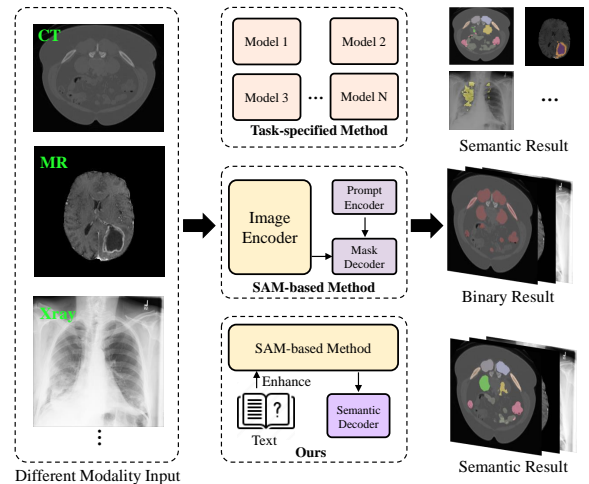 CT
MR
Xray
Different Modality Input
Model 1
Model 2
Model 3
...
Model N
Task-specified Method
Image
Encoder
Prompt
Encoder
Mask
Decoder
SAM-based Method
SAM-based Method
Enhance
?
Text
Semantic
Decoder
Ours
...
Semantic Result
Binary Result
Semantic Result